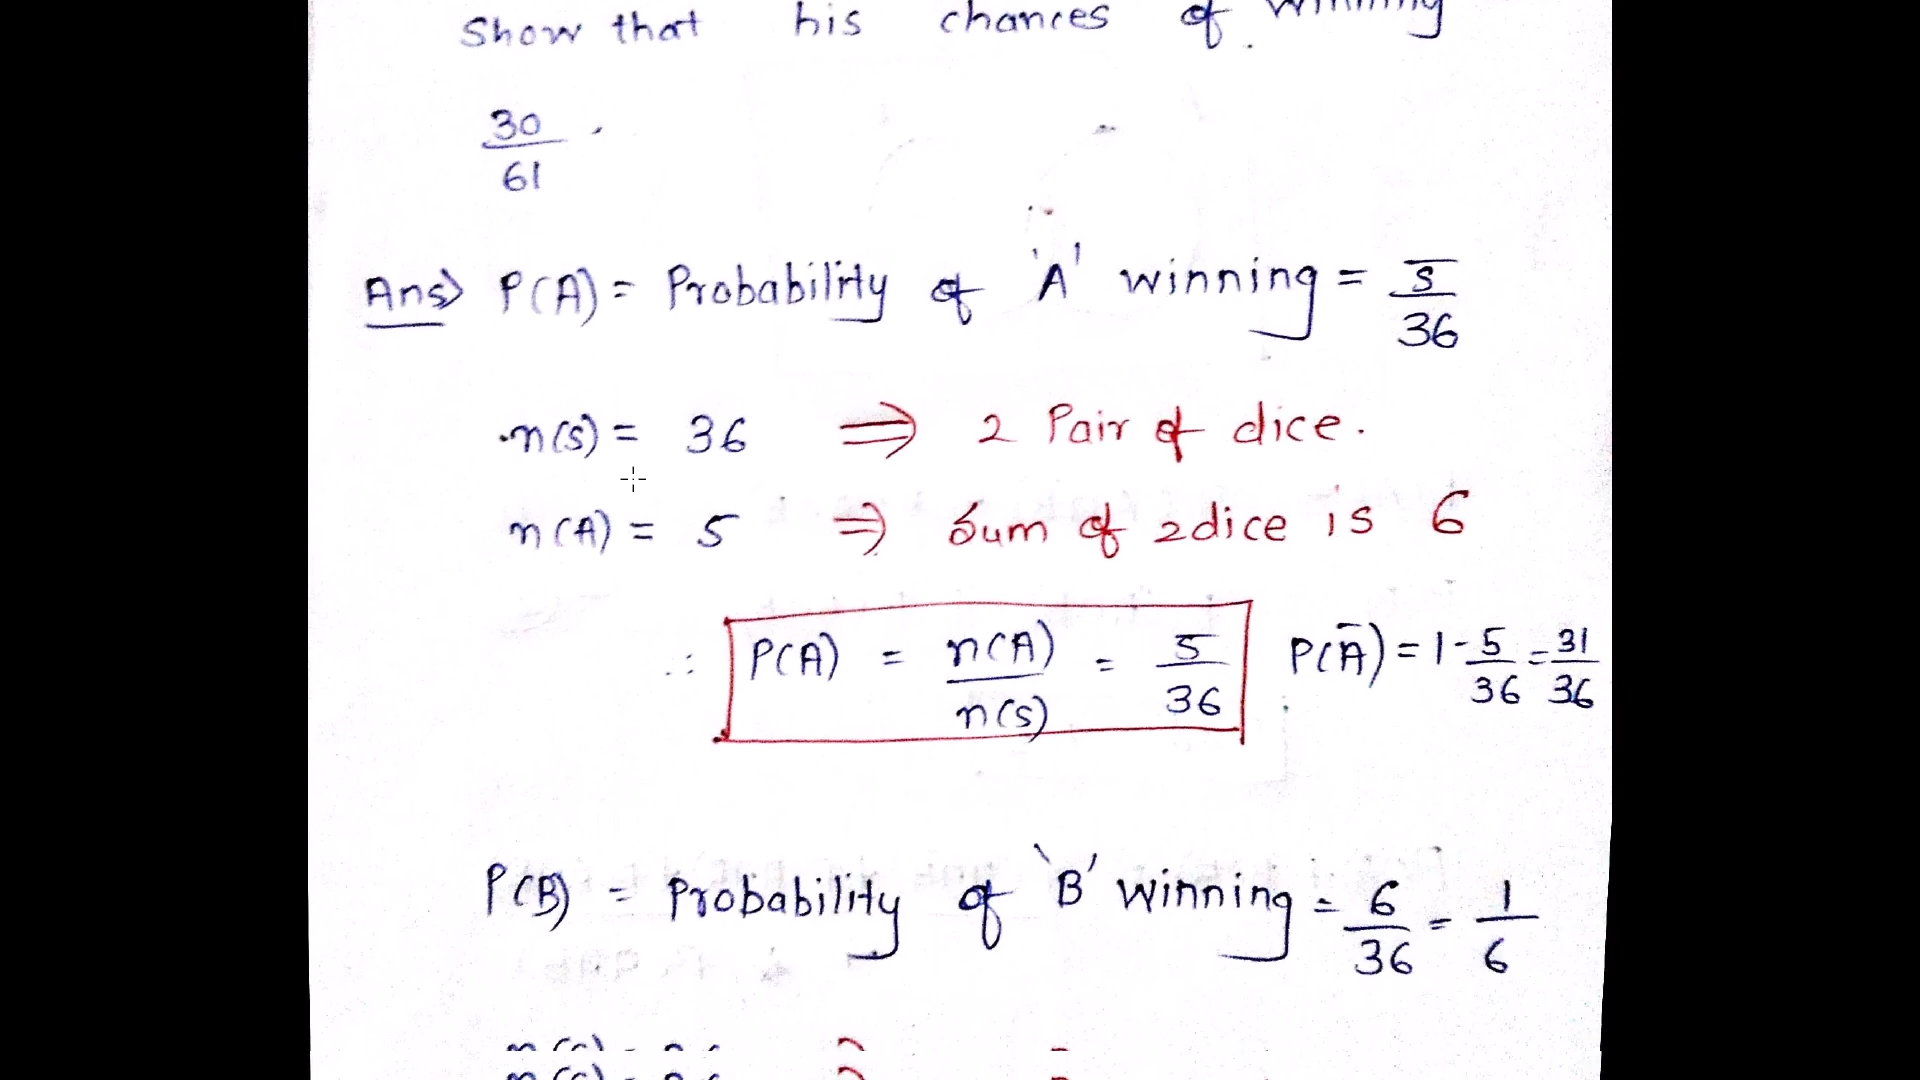 Show that his chances of winning
30
61
Ans) P(A) = Probability of 'A' winning = 5/36
n(s) = 36 ⇒ 2 Pair of dice.
n(A) = 5 ⇒ Sum of 2dice is 6
∴ P(A) = n(A)/n(s) = 5/36 P(Ā) = 1-5/36 = 31/36
P(B) = Probability of 'B' winning = 6/36 = 1/6